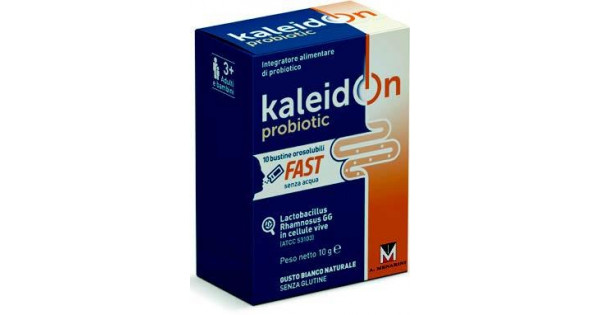 kaleidOn
probiotic
Integratore alimentare
di probiotico
3+
Adulti
e bambini
kaleidOn
probiotic
10 bustine orosolubili
FAST
senza acqua
Lactobacillus
Rhamnosus GG
in cellule vive
(ATCC 53103)
Peso netto 10 g e
GUSTO BIANCO NATURALE
SENZA GLUTINE
A. MENARINI